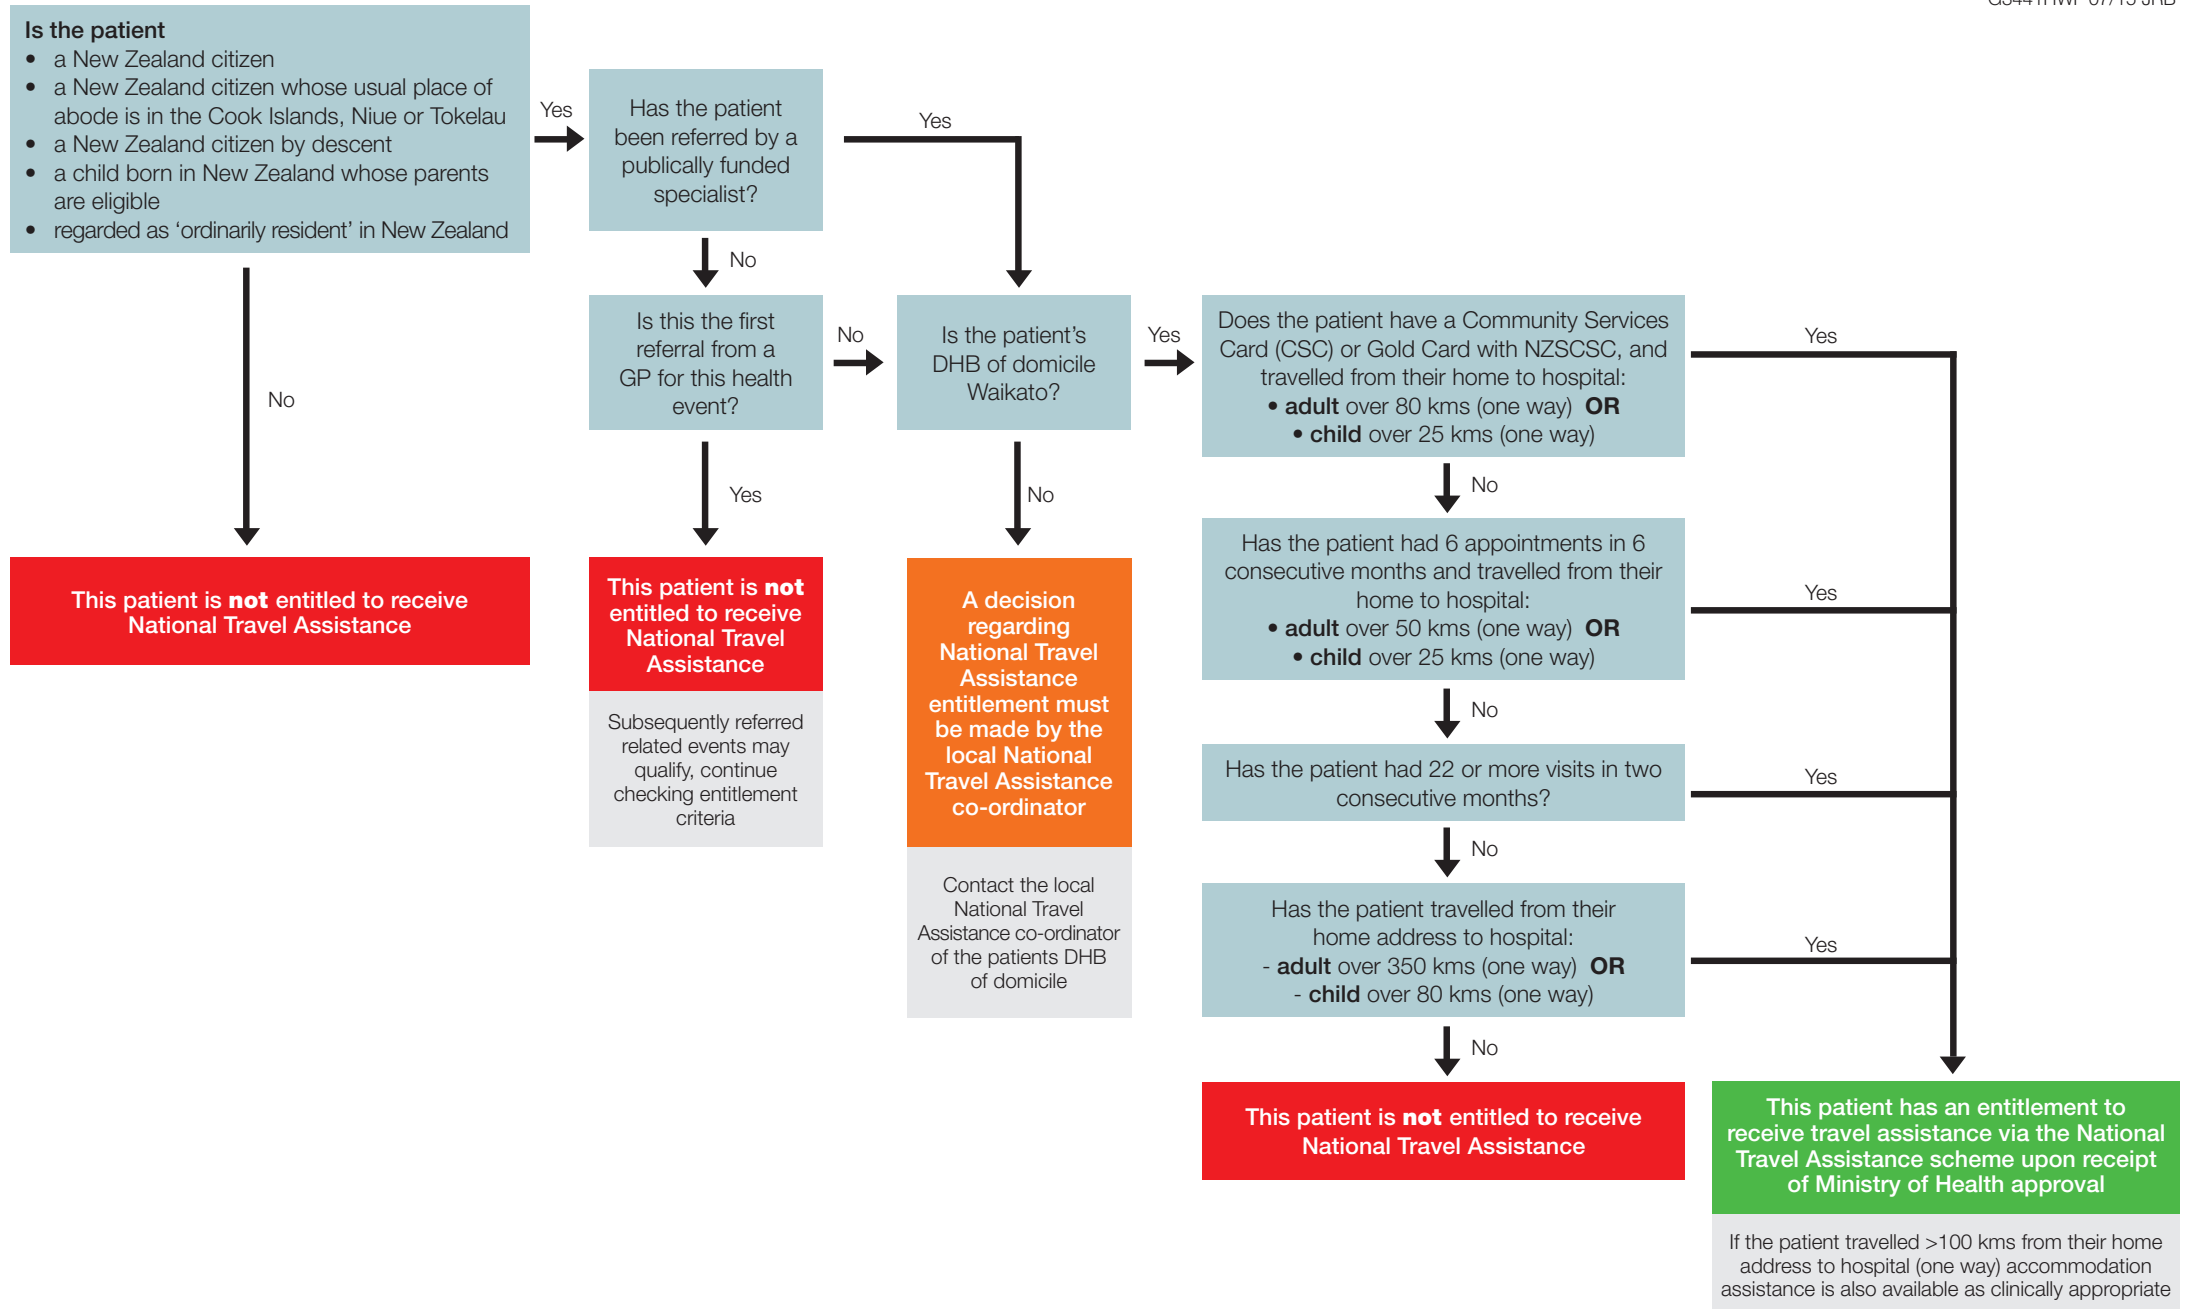 Is the patient
• a New Zealand citizen
• a New Zealand citizen whose usual place of
abode is in the Cook Islands, Niue or Tokelau
• a New Zealand citizen by descent
• a child born in New Zealand whose parents
are eligible
• regarded as ‘ordinarily resident’ in New Zealand
Yes
Has the patient
been referred by a
publically funded
specialist?
Yes
No
No
Is this the first
referral from a
GP for this health
event?
No
Is the patient’s
DHB of domicile
Waikato?
Yes
Does the patient have a Community Services
Card (CSC) or Gold Card with NZSCSC, and
travelled from their home to hospital:
• adult over 80 kms (one way) OR
• child over 25 kms (one way)
Yes
Yes
No
No
Has the patient had 6 appointments in 6
consecutive months and travelled from their
home to hospital:
• adult over 50 kms (one way) OR
• child over 25 kms (one way)
Yes
This patient is not entitled to receive
National Travel Assistance
This patient is not
entitled to receive
National Travel
Assistance
Subsequently referred
related events may
qualify, continue
checking entitlement
criteria
A decision
regarding
National Travel
Assistance
entitlement must
be made by the
local National
Travel Assistance
co-ordinator
Contact the local
National Travel
Assistance co-ordinator
of the patients DHB
of domicile
No
Has the patient had 22 or more visits in two
consecutive months?
Yes
No
Has the patient travelled from their
home address to hospital:
- adult over 350 kms (one way) OR
- child over 80 kms (one way)
Yes
No
This patient is not entitled to receive
National Travel Assistance
This patient has an entitlement to
receive travel assistance via the National
Travel Assistance scheme upon receipt
of Ministry of Health approval
If the patient travelled >100 kms from their home
address to hospital (one way) accommodation
assistance is also available as clinically appropriate